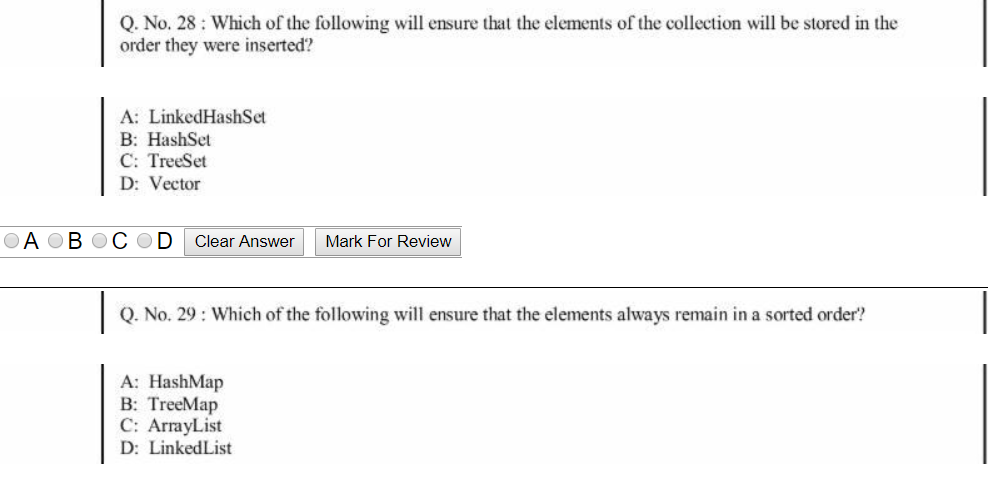 Q. No. 28 : Which of the following will ensure that the elements of the collection will be stored in the
order they were inserted?
A: LinkedHashSet
B: HashSet
C: TreeSet
D: Vector
A B C D Clear Answer Mark For Review
Q. No. 29 : Which of the following will ensure that the elements always remain in a sorted order?
A: HashMap
B: TreeMap
C: ArrayList
D: LinkedList